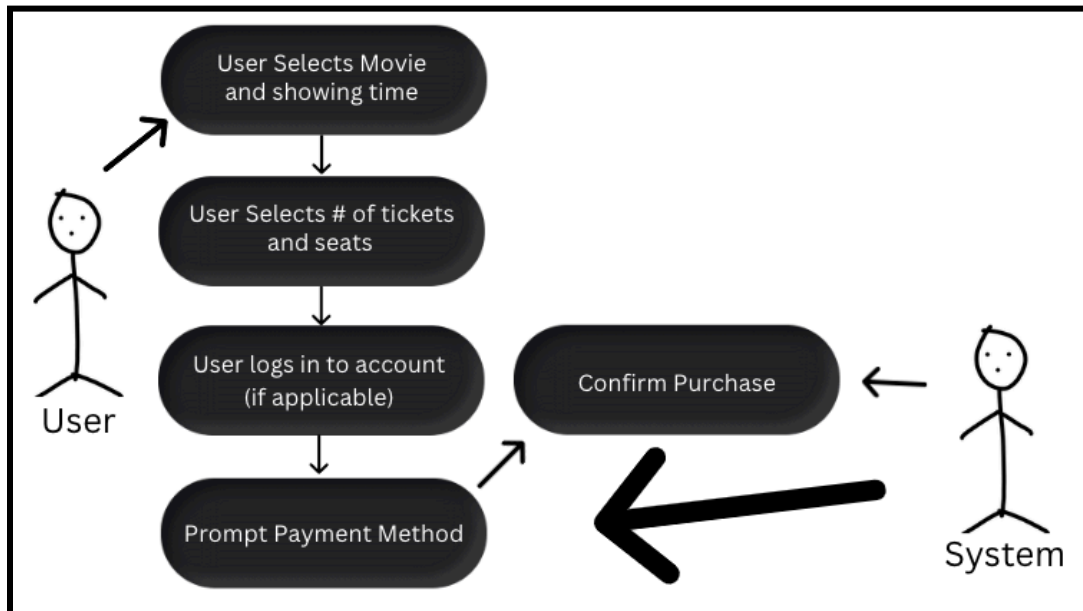 User Selects Movie
and showing time
User Selects # of tickets
and seats
User logs in to account
(if applicable)
Confirm Purchase
User
Prompt Payment Method
System